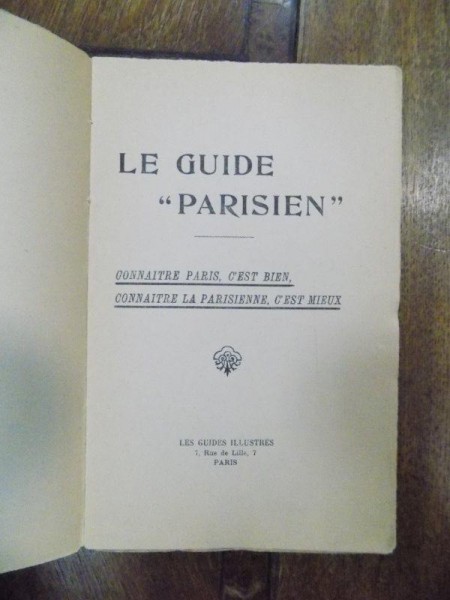 LE GUIDE
“PARISIEN”
CONNAITRE PARIS, C'EST BIEN,
CONNAITRE LA PARISIENNE, C'EST MIEUX
LES GUIDES ILLUSTRÉS
7, Rue de Lille, 7
PARIS